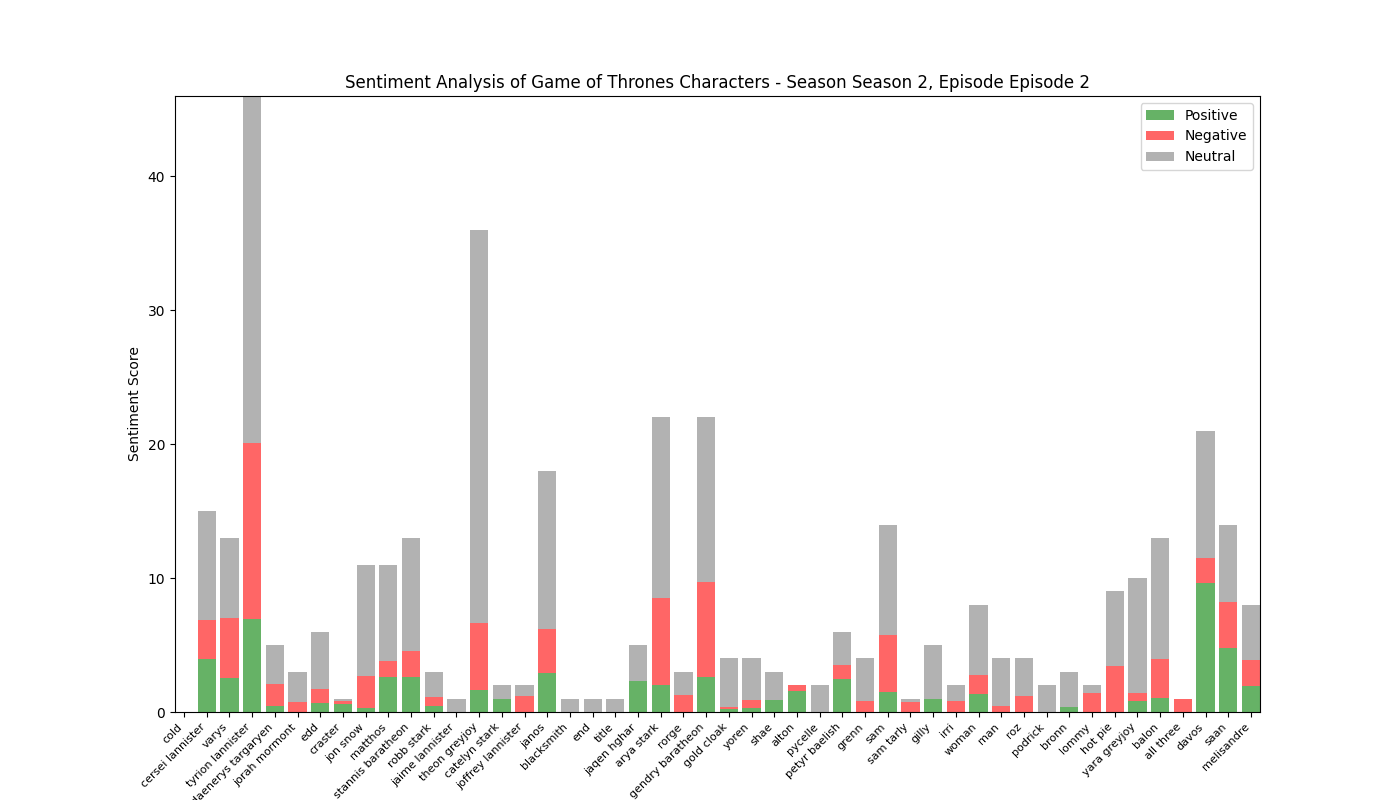 Sentiment Analysis of Game of Thrones Characters - Season Season 2, Episode Episode 2
Positive
Negative
Neutral
Sentiment Score
40
30
20
10
0
cold
cersei lannister
varys
tyrion lannister
daenerys targaryen
jorah mormont
edd
craster
jon snow
matthos
stannis baratheon
robb stark
jaime lannister
theon greyjoy
catelyn stark
joffrey lannister
janos
blacksmith
end
title
jaqen hghar
arya stark
rorge
gendry baratheon
gold cloak
yoren
shae
alton
pycelle
petyr baelish
grenn
sam
sam tarly
gilly
irri
woman
man
roz
podrick
bronn
lommy
hot pie
yara greyjoy
balon
all three
davos
saan
melisandre